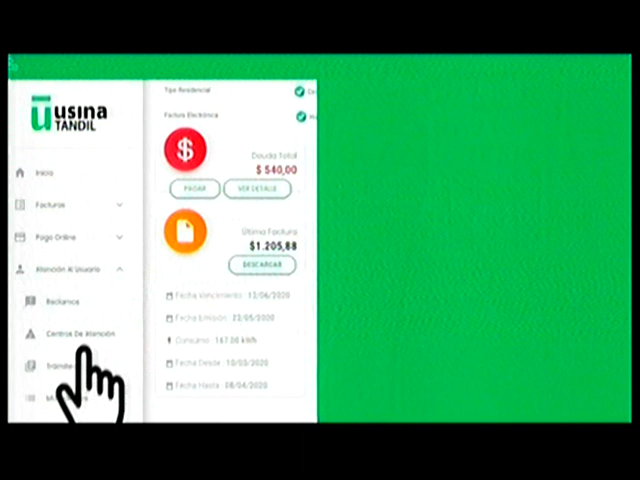 usina
TANDIL
Inicio
Facturas
Pago Online
Atención Al Usuario
Reclamos
Centros De Atención
Tipo Residencial
Factura Electrónica
Deuda Total
$ 540,00
PAGAR
VER DETALLE
Última Factura
$1.205,88
DESCARGAR
Fecha Vencimiento : 12/06/2020
Fecha Emisión : 22/05/2020
Consumo : 167.00 kWh
Fecha Desde : 10/03/2020
Fecha Hasta : 08/04/2020